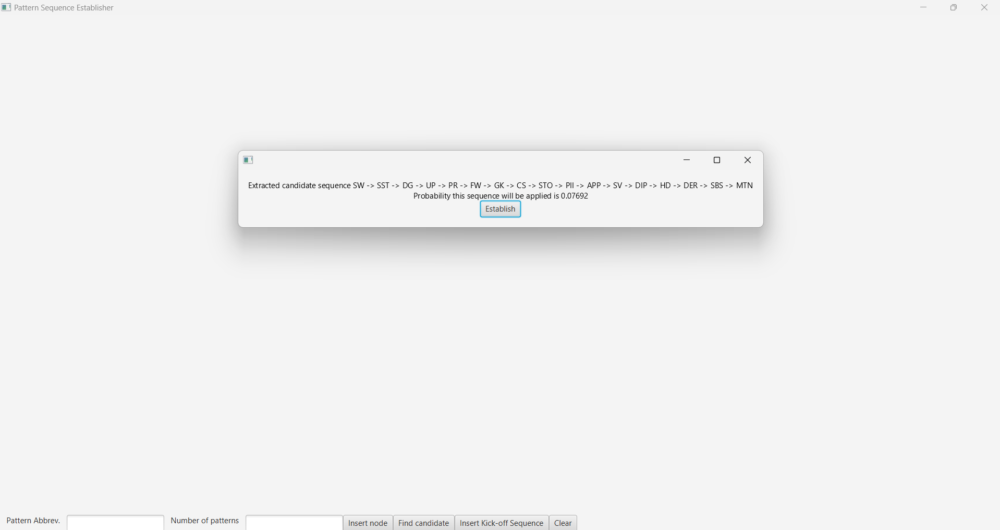 Pattern Sequence Establisher
Extracted candidate sequence SW -> SST -> DG -> UP -> PR -> FW -> GK -> CS -> STO -> PII -> APP -> SV -> DIP -> HD -> DER -> SBS -> MTN
Probability this sequence will be applied is 0.07692
Establish
Pattern Abbrev. Number of patterns Insert node Find candidate Insert Kick-off Sequence Clear